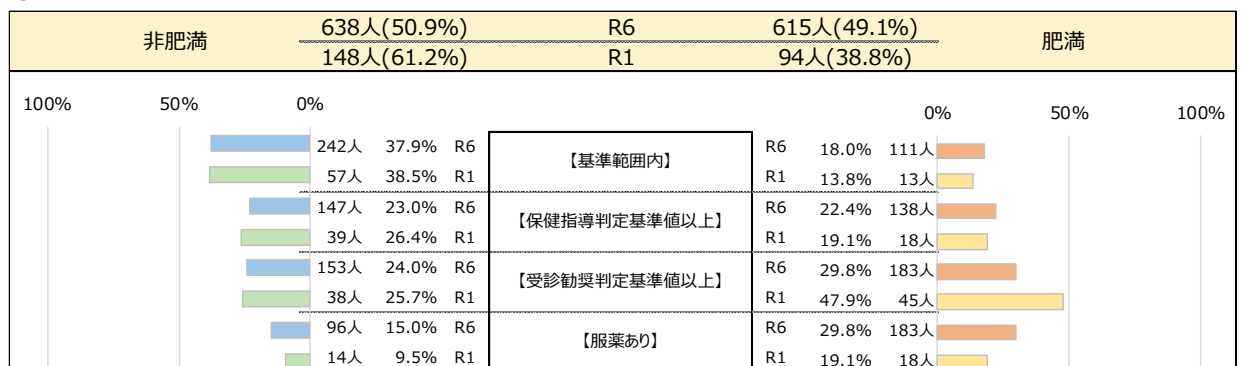 非肥満 638人(50.9%) R6 615人(49.1%) 肥満
148人(61.2%) R1 94人(38.8%)
100% 50% 0% 0% 50% 100%
242人 37.9% R6 【基準範囲内】 R6 18.0% 111人
57人 38.5% R1 R1 13.8% 13人
147人 23.0% R6 【保健指導判定基準値以上】 R6 22.4% 138人
39人 26.4% R1 R1 19.1% 18人
153人 24.0% R6 【受診勧奨判定基準値以上】 R6 29.8% 183人
38人 25.7% R1 R1 47.9% 45人
96人 15.0% R6 【服薬あり】 R6 29.8% 183人
14人 9.5% R1 R1 19.1% 18人